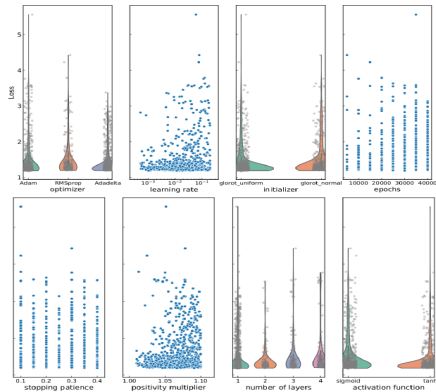 5
4
3
2
1
Loss
Adam RMSprop Adadelta
optimizer
10⁻³ 10⁻² 10⁻¹
learning rate
glorot_uniform glorot_normal
initializer
10000 20000 30000 40000
epochs
0.1 0.2 0.3 0.4
stopping patience
1.00 1.05 1.10
positivity multiplier
1 2 3 4
number of layers
sigmoid tanh
activation function